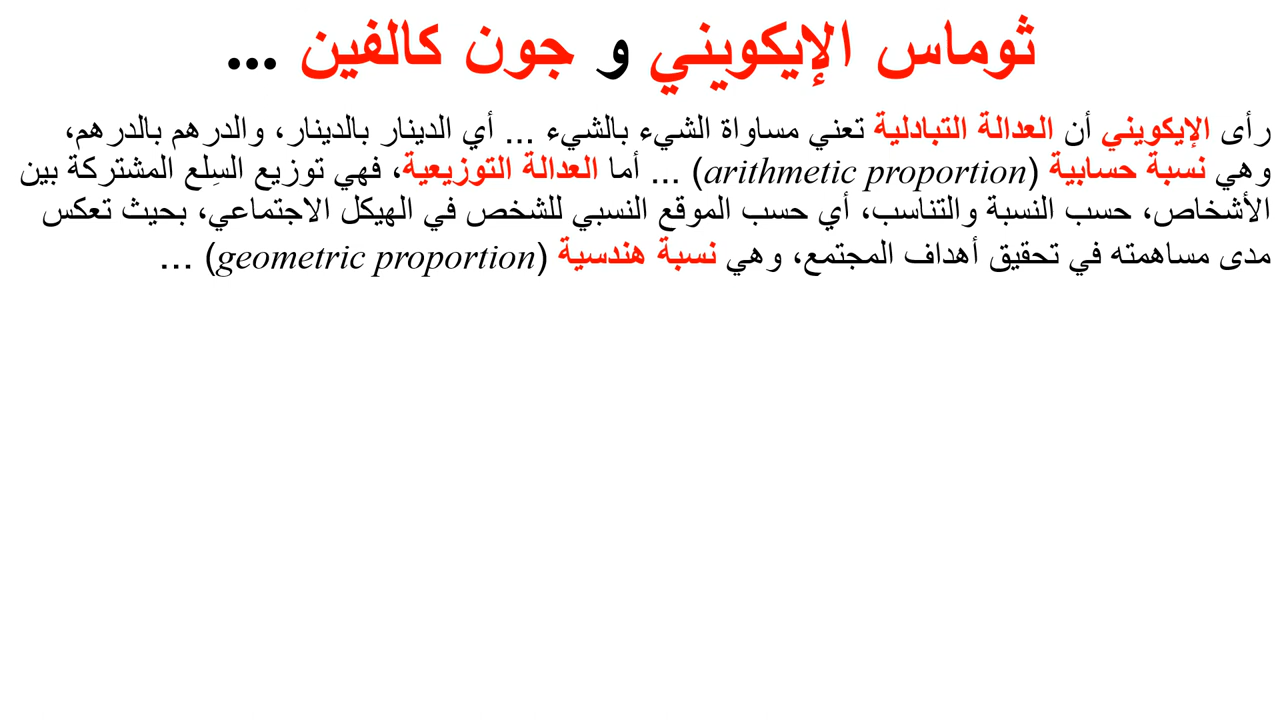 ثوماس الإيكويني و جون كالفين ...
رأى الإيكويني أن العدالة التبادلية تعني مساواة الشيء بالشيء ... أي الدينار بالدينار، والدرهم بالدرهم،
وهي نسبة حسابية (arithmetic proportion) ... أما العدالة التوزيعية، فهي توزيع السِلع المشتركة بين
الأشخاص، حسب النسبة والتناسب، أي حسب الموقع النسبي للشخص في الهيكل الاجتماعي، بحيث تعكس
مدى مساهمته في تحقيق أهداف المجتمع، وهي نسبة هندسية (geometric proportion) ...